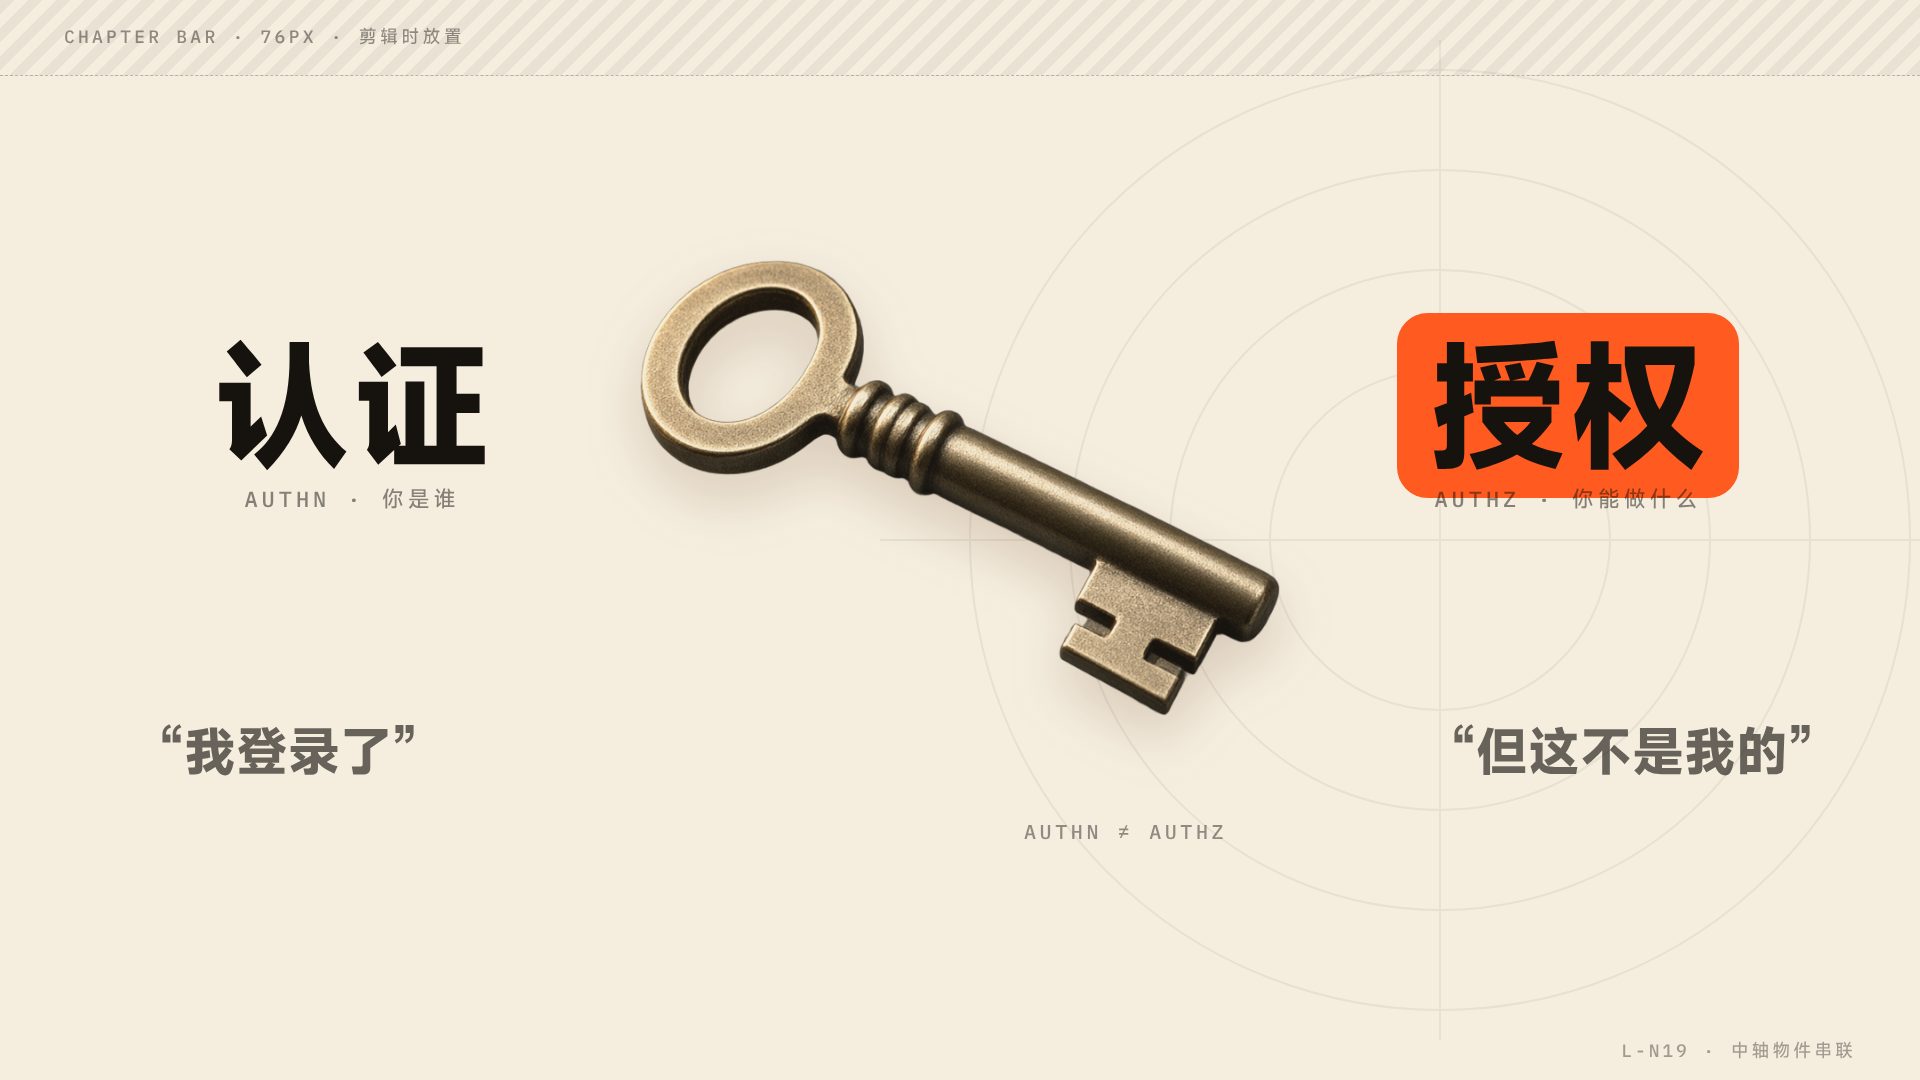 CHAPTER BAR · 76PX · 剪辑时放置
认证
AUTHN · 你是谁
授权
AUTHZ · 你能做什么
“我登录了”
“但这不是我的”
AUTHN ≠ AUTHZ
L-N19 · 中轴物件串联